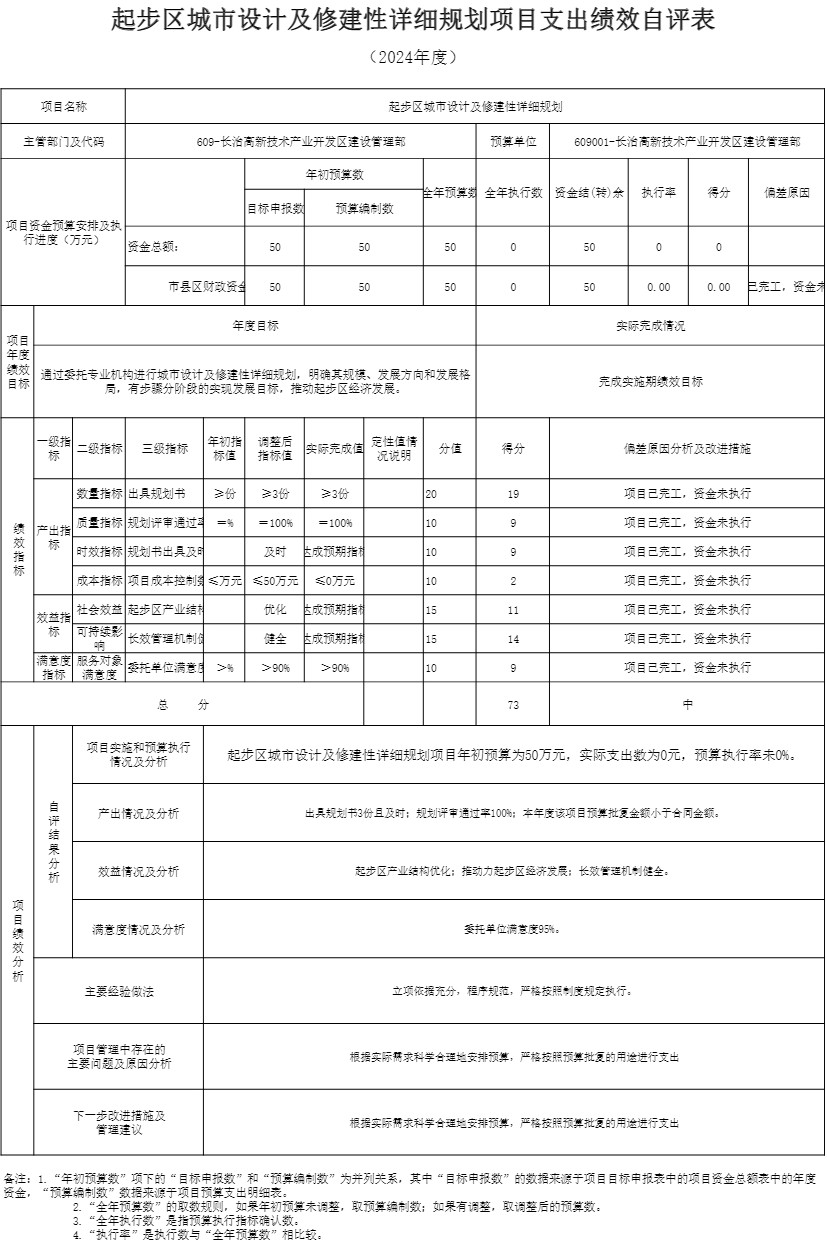 起步区城市设计及修建性详细规划项目支出绩效自评表
（2024年度）
项目名称
起步区城市设计及修建性详细规划
主管部门及代码
609-长治高新技术产业开发区建设管理部
预算单位
609001-长治高新技术产业开发区建设管理部
项目资金预算安排及执
行进度（万元）
年初预算数
全年预算数
全年执行数
资金结(转)余
执行率
得分
偏差原因
目标申报数
预算编制数
资金总额：
50
50
50
0
50
0
0
市县区财政资金
50
50
50
0
50
0.00
0.00
已完工，资金未
项目
年度
绩效
目标
年度目标
实际完成情况
通过委托专业机构进行城市设计及修建性详细规划，明确其规模、发展方向和发展格
局，有步骤分阶段的实现发展目标，推动起步区经济发展。
完成实施期绩效目标
绩
效
指
标
一级指
标
二级指标
三级指标
年初指
标值
调整后
指标值
实际完成值
定性值情
况说明
分值
得分
偏差原因分析及改进措施
产出指
标
数量指标
出具规划书
≥份
≥3份
≥3份
20
19
项目已完工，资金未执行
质量指标
规划评审通过率
＝%
＝100%
＝100%
10
9
项目已完工，资金未执行
时效指标
规划书出具及时
及时
达成预期指标
10
9
项目已完工，资金未执行
成本指标
项目成本控制数
≤万元
≤50万元
≤0万元
10
2
项目已完工，资金未执行
效益指
标
社会效益
起步区产业结构
优化
达成预期指标
15
11
项目已完工，资金未执行
可持续影
响
长效管理机制健
健全
达成预期指标
15
14
项目已完工，资金未执行
满意度
指标
服务对象
满意度
委托单位满意度
＞%
＞90%
＞90%
10
9
项目已完工，资金未执行
总 分
73
中
项
目
绩
效
分
析
自
评
结
果
分
析
项目实施和预算执行
情况及分析
起步区城市设计及修建性详细规划项目年初预算为50万元，实际支出数为0元，预算执行率未0%。
产出情况及分析
出具规划书3份且及时；规划评审通过率100%；本年度该项目预算批复金额小于合同金额。
效益情况及分析
起步区产业结构优化；推动力起步区经济发展；长效管理机制健全。
满意度情况及分析
委托单位满意度95%。
主要经验做法
立项依据充分，程序规范，严格按照制度规定执行。
项目管理中存在的
主要问题及原因分析
根据实际需求科学合理地安排预算，严格按照预算批复的用途进行支出
下一步改进措施及
管理建议
根据实际需求科学合理地安排预算，严格按照预算批复的用途进行支出
备注：1.“年初预算数”项下的“目标申报数”和“预算编制数”为并列关系，其中“目标申报数”的数据来源于项目目标申报表中的项目资金总额表中的年度
资金，“预算编制数”数据来源于项目预算支出明细表。
2.“全年预算数”的取数规则，如果年初预算未调整，取预算编制数；如果有调整，取调整后的预算数。
3.“全年执行数”是指预算执行指标确认数。
4.“执行率”是执行数与“全年预算数”相比较。